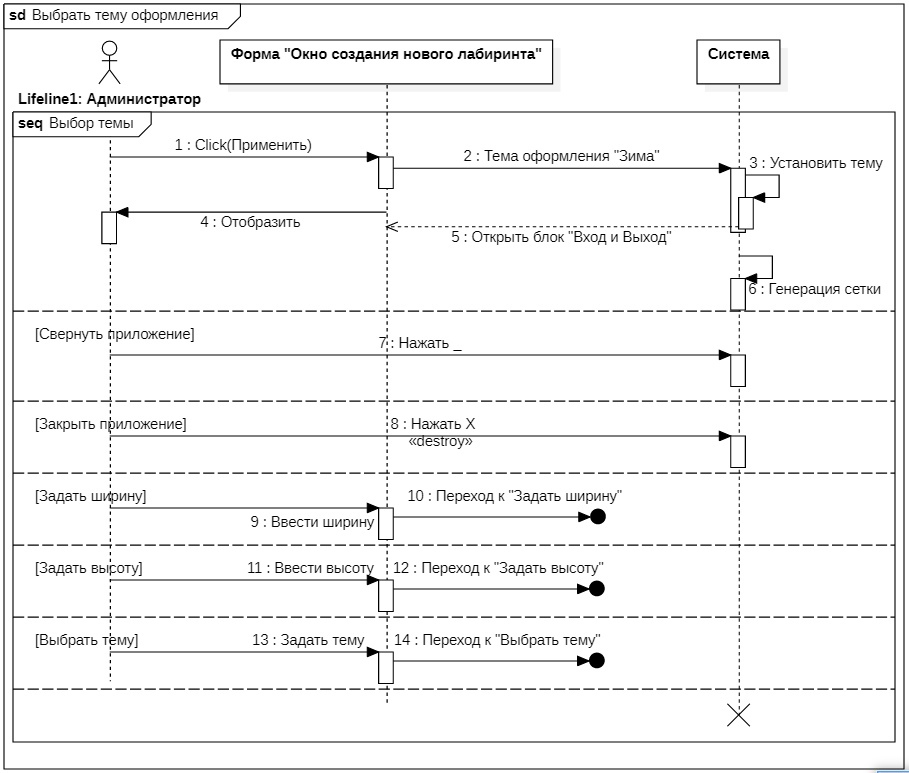 sd Выбрать тему оформления
Форма "Окно создания нового лабиринта"
Система
Lifeline1: Администратор
seq Выбор темы
1 : Click(Применить)
2 : Тема оформления "Зима"
3 : Установить тему
4 : Отобразить
5 : Открыть блок "Вход и Выход"
6 : Генерация сетки
[Свернуть приложение]
7 : Нажать _
[Закрыть приложение]
8 : Нажать X
«destroy»
[Задать ширину]
10 : Переход к "Задать ширину"
9 : Ввести ширину
[Задать высоту]
11 : Ввести высоту
12 : Переход к "Задать высоту"
[Выбрать тему]
13 : Задать тему
14 : Переход к "Выбрать тему"